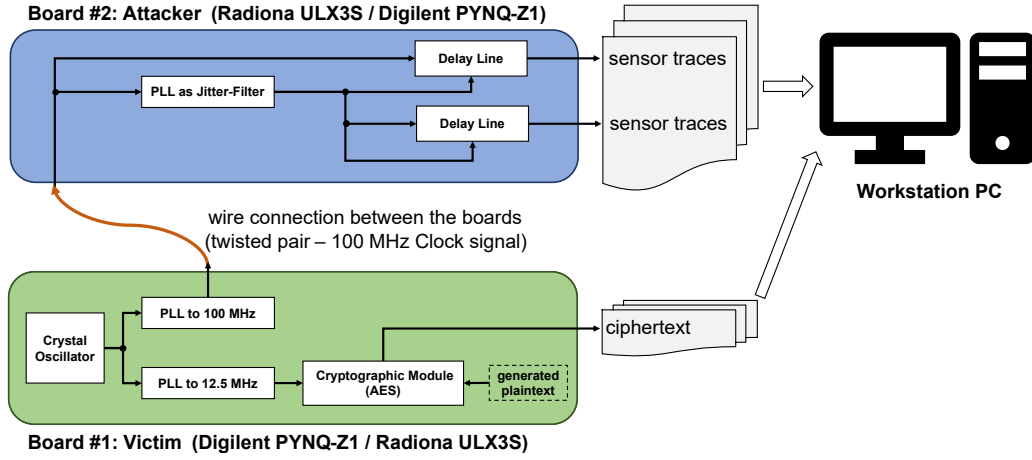 Board #2: Attacker (Radiona ULX3S / Digilent PYNQ-Z1)
Delay Line
PLL as Jitter-Filter
Delay Line
sensor traces
sensor traces
Workstation PC
wire connection between the boards
(twisted pair – 100 MHz Clock signal)
PLL to 100 MHz
Crystal
Oscillator
PLL to 12.5 MHz
Cryptographic Module
(AES)
generated
plaintext
ciphertext
Board #1: Victim (Digilent PYNQ-Z1 / Radiona ULX3S)